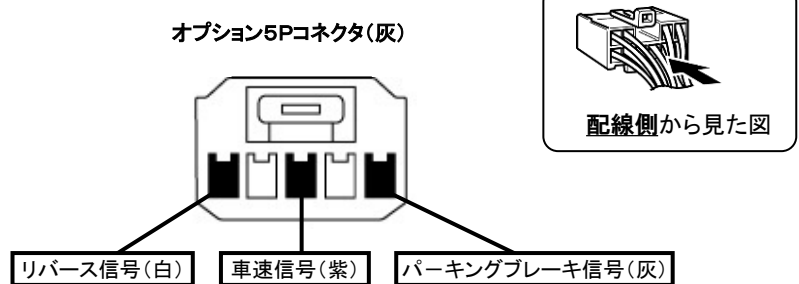 オプション5Pコネクタ(灰)
配線側から見た図
リバース信号(白)
車速信号(紫)
パーキングブレーキ信号(灰)